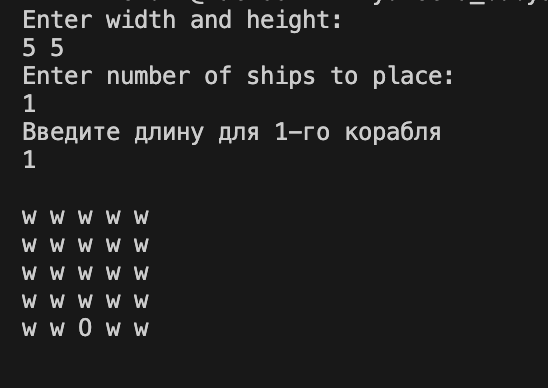 Enter width and height:
5 5
Enter number of ships to place:
1
Введите длину для 1-го корабля
1
w w w w w
w w w w w
w w w w w
w w w w w
w w O w w